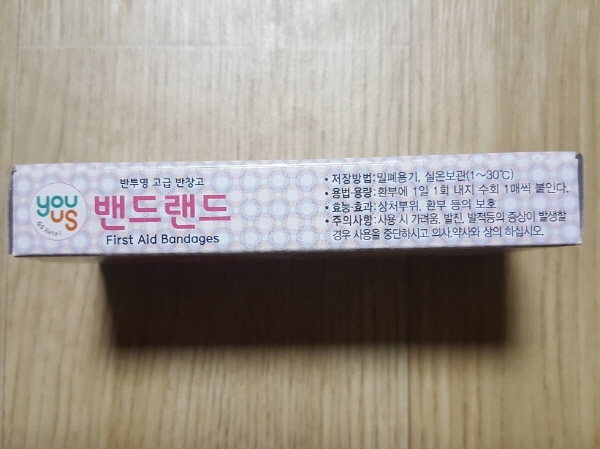 you
us
GS Retail
반투명 고급 반창고
밴드랜드
First Aid Bandages
• 저장방법:밀폐용기, 실온보관(1~30℃)
• 용법·용량:환부에 1일 1회 내지 수회 1매씩 붙인다.
• 효능·효과:상처부위, 환부 등의 보호
• 주의사항:사용 시 가려움, 발진, 발적등의 증상이 발생할
경우 사용을 중단하시고 의사.약사와 상의 하십시오.